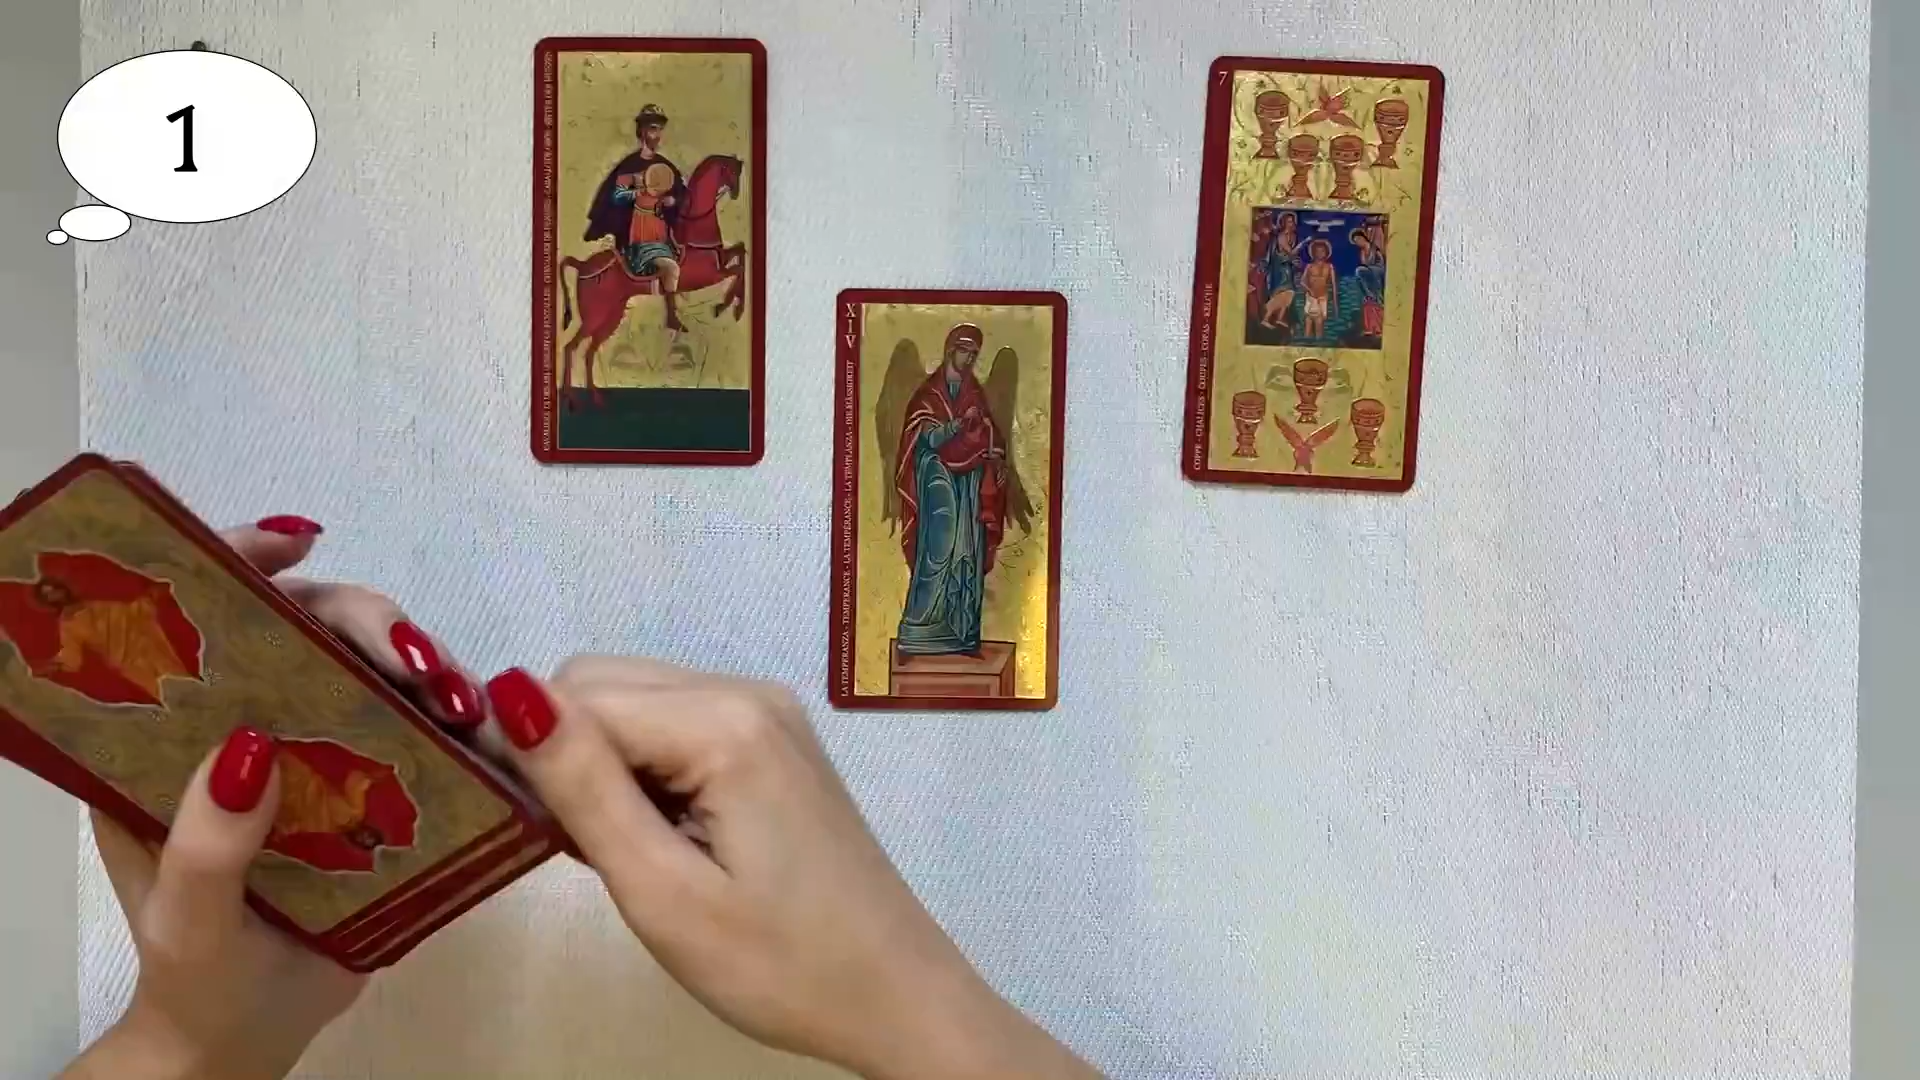 1
7
COPPE - CHALICES - COUPES - COPAS - KELCHE
XIV
LA TEMPERANZA - TEMPERANCE - LA TEMPÉRANCE - LA TEMPLANZA - DIE MÄSSIGKEIT